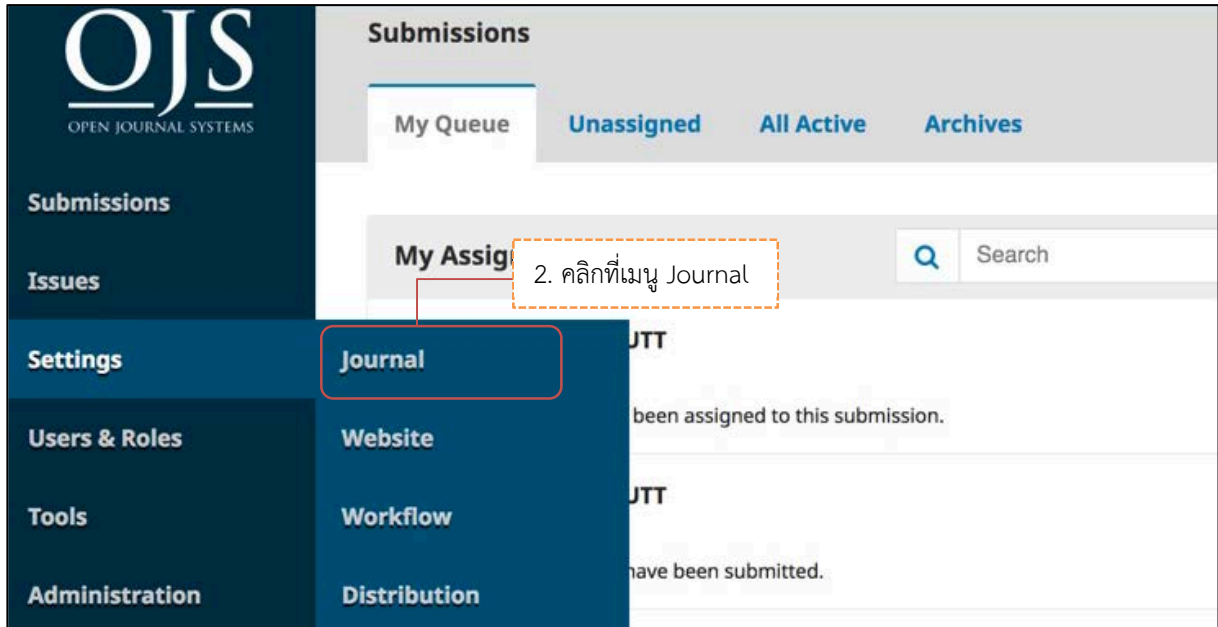 OJS
OPEN JOURNAL SYSTEMS
Submissions
Issues
Settings
Users & Roles
Tools
Administration
Journal
Website
Workflow
Distribution
Submissions
My Queue Unassigned All Active Archives
My Assig
Search
2. คลิกที่เมนู Journal
UTT
been assigned to this submission.
UTT
have been submitted.